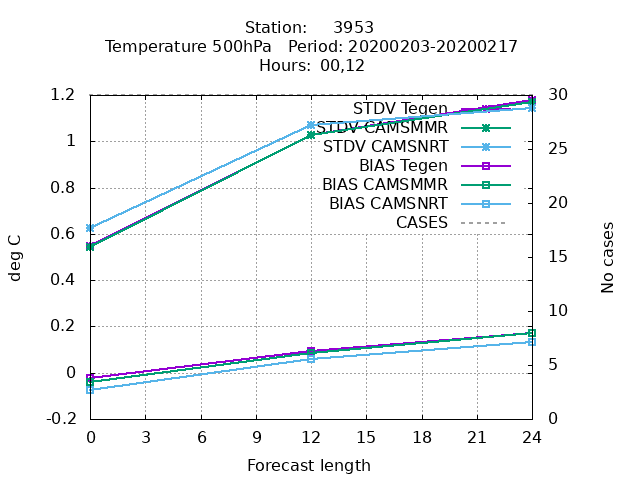 Station: 3953
Temperature 500hPa Period: 20200203-20200217
Hours: 00,12
1.2
1
0.8
0.6
0.4
0.2
0
-0.2
deg C
30
25
20
15
10
5
0
No cases
STDV Tegen
STDV CAMSMMR
STDV CAMSNRT
BIAS Tegen
BIAS CAMSMMR
BIAS CAMSNRT
CASES
0 3 6 9 12 15 18 21 24
Forecast length